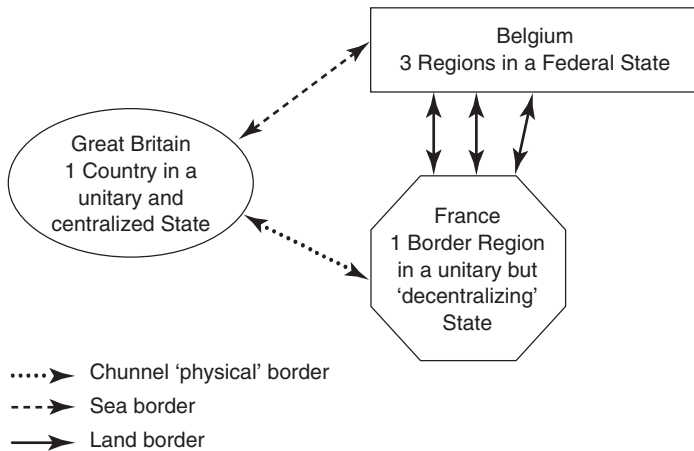 Belgium
3 Regions in a Federal State
Great Britain
1 Country in a
unitary and
centralized State
France
1 Border Region
in a unitary but
‘decentralizing’
State
Chunnel ‘physical’ border
Sea border
Land border